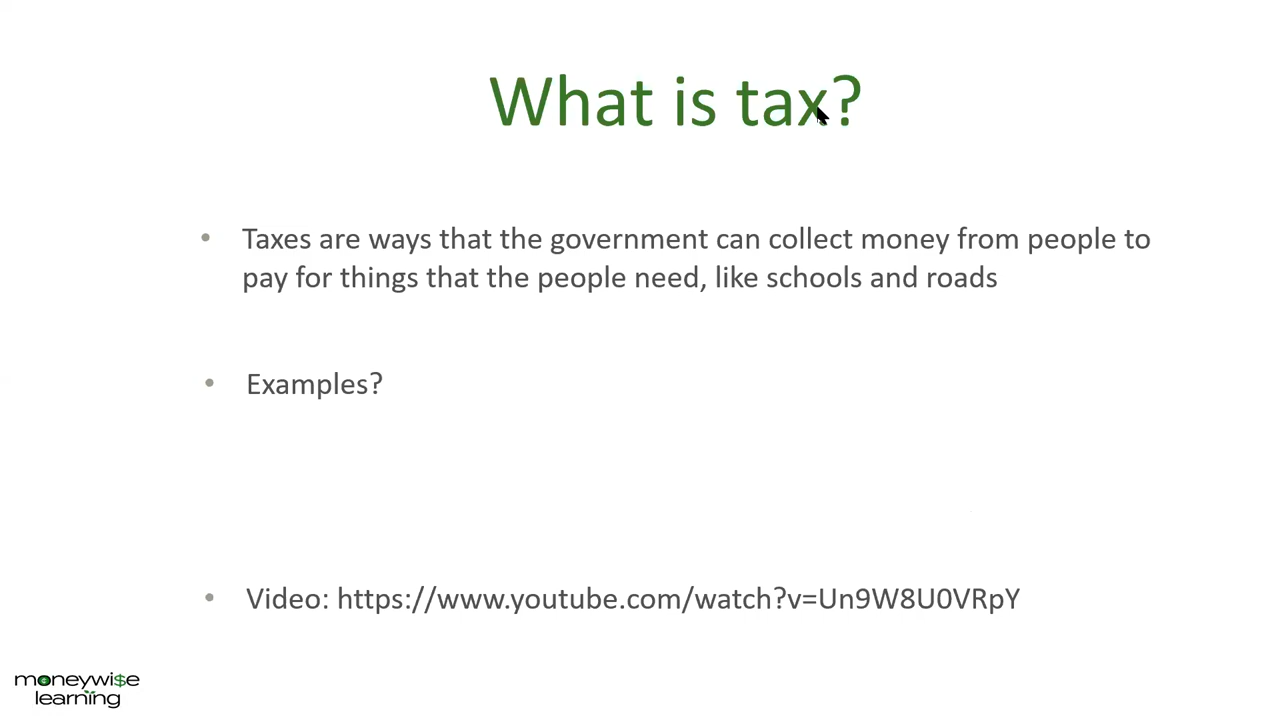 What is tax?
• Taxes are ways that the government can collect money from people to
pay for things that the people need, like schools and roads
• Examples?
• Video: https://www.youtube.com/watch?v=Un9W8U0VRpY
moneywi$e
learning